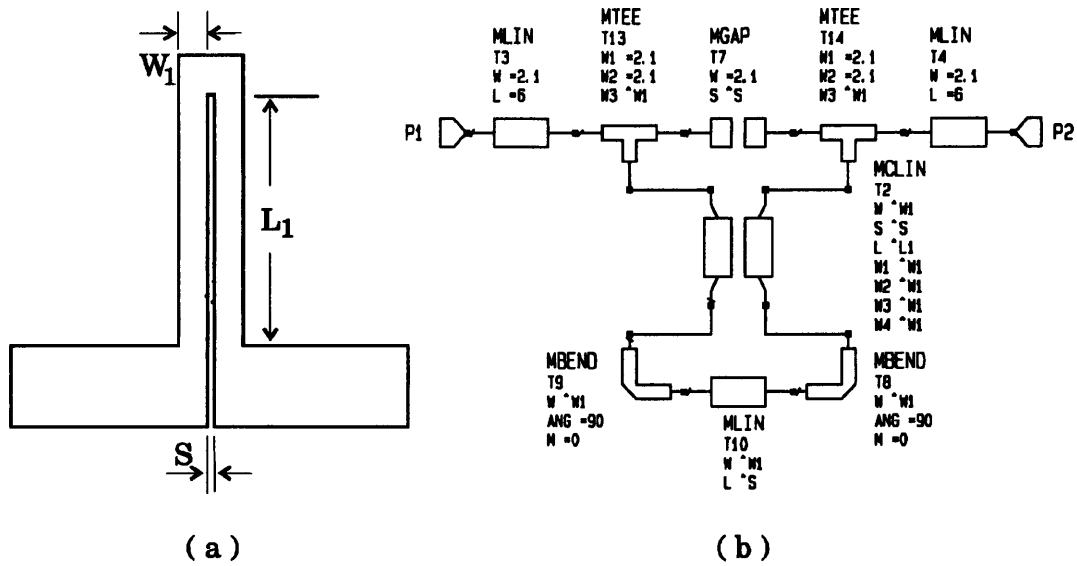 W1
L1
S
(a)
P1
MLIN
T3
W =2.1
L =6
MTEE
T13
W1 =2.1
W2 =2.1
W3 ^W1
MGAP
T7
W =2.1
S ^S
MTEE
T14
W1 =2.1
W2 =2.1
W3 ^W1
MLIN
T4
W =2.1
L =6
P2
MCLIN
T2
W ^W1
S ^S
L ^L1
W1 ^W1
W2 ^W1
W3 ^W1
W4 ^W1
MBEND
T9
W ^W1
ANG =90
M =0
MLIN
T10
W ^W1
L ^S
MBEND
T8
W ^W1
ANG =90
M =0
(b)